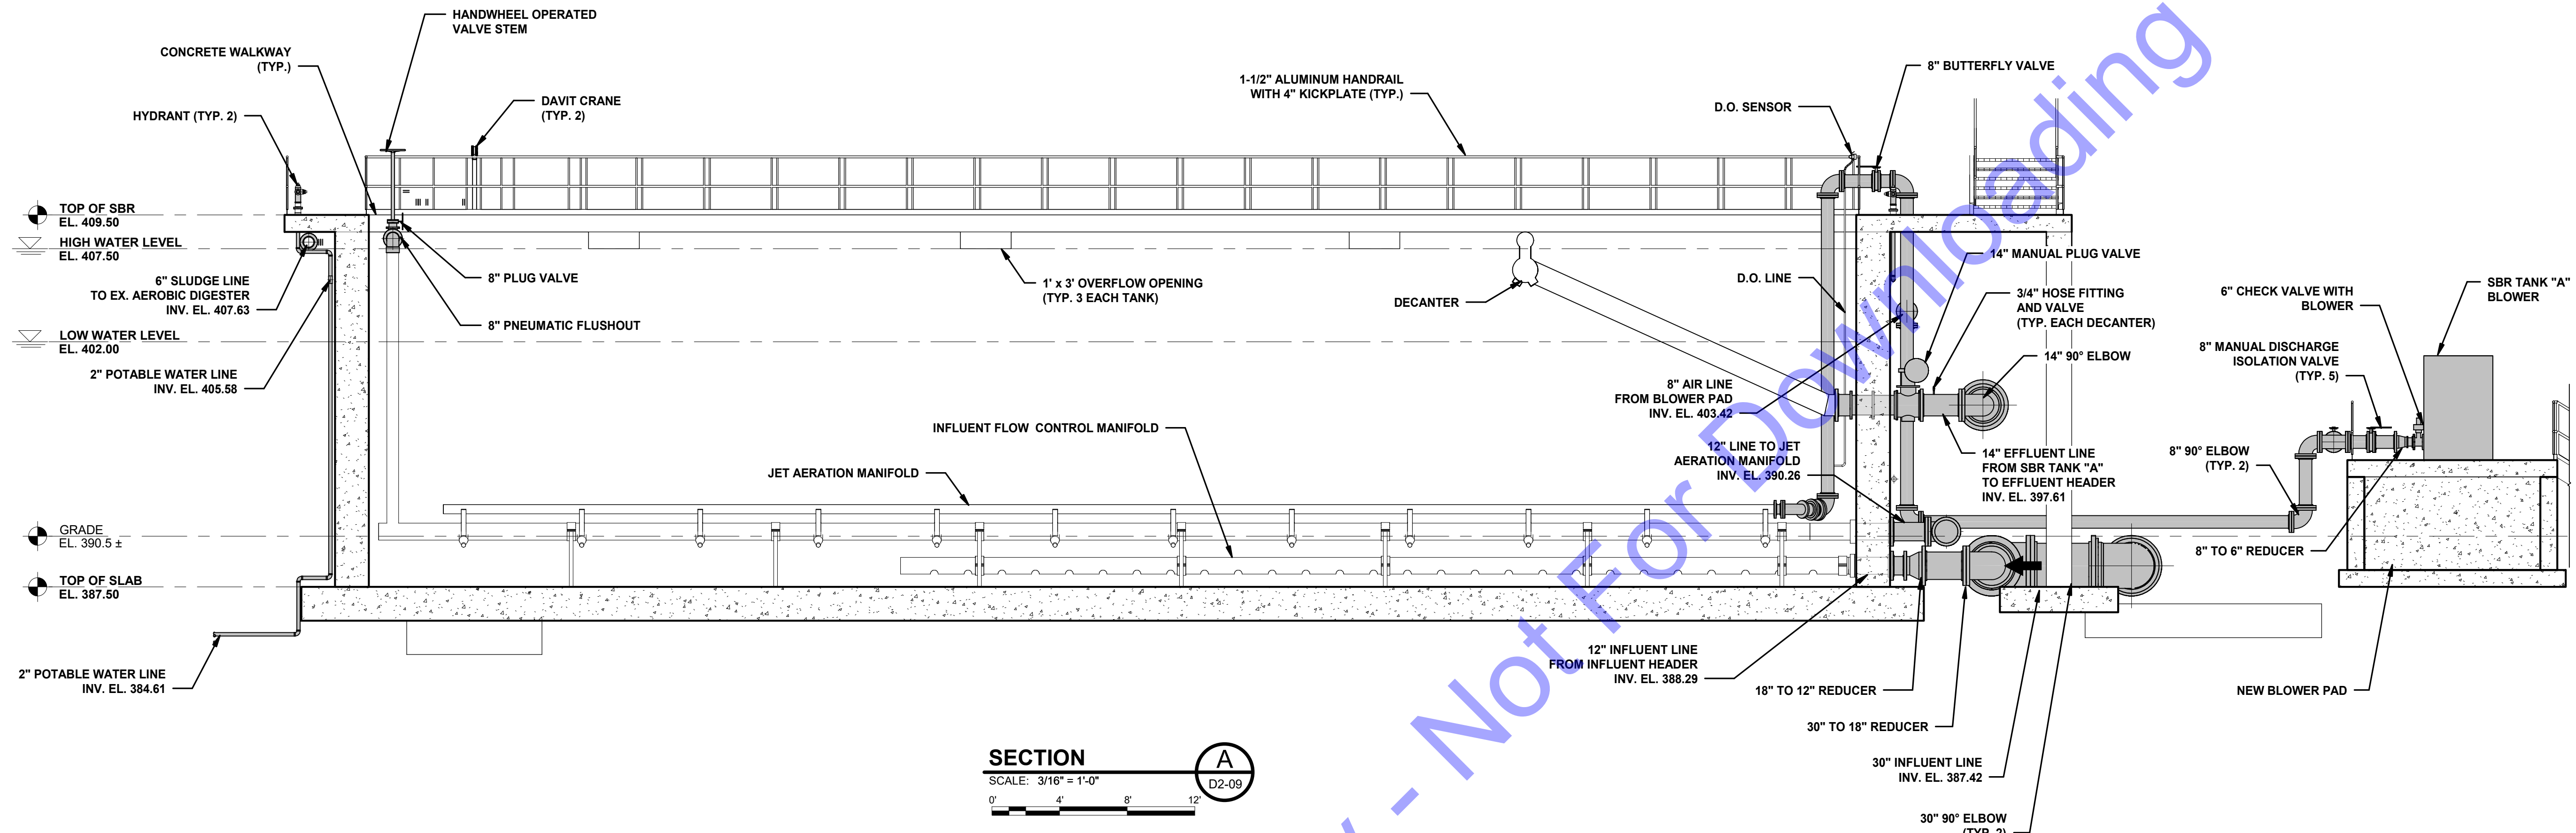 HANDWHEEL OPERATED
VALVE STEM
CONCRETE WALKWAY
(TYP.)
HYDRANT (TYP. 2)
DAVIT CRANE
(TYP. 2)
1-1/2" ALUMINUM HANDRAIL
WITH 4" KICKPLATE (TYP.)
D.O. SENSOR
8" BUTTERFLY VALVE
TOP OF SBR
EL. 409.50
HIGH WATER LEVEL
EL. 407.50
6" SLUDGE LINE
TO EX. AEROBIC DIGESTER
INV. EL. 407.63
LOW WATER LEVEL
EL. 402.00
2" POTABLE WATER LINE
INV. EL. 405.58
8" PLUG VALVE
8" PNEUMATIC FLUSHOUT
1' x 3' OVERFLOW OPENING
(TYP. 3 EACH TANK)
DECANTER
D.O. LINE
14" MANUAL PLUG VALVE
3/4" HOSE FITTING
AND VALVE
(TYP. EACH DECANTER)
14" 90° ELBOW
8" AIR LINE
FROM BLOWER PAD
INV. EL. 403.42
12" LINE TO JET
AERATION MANIFOLD
INV. EL. 390.26
14" EFFLUENT LINE
FROM SBR TANK "A"
TO EFFLUENT HEADER
INV. EL. 397.61
6" CHECK VALVE WITH
BLOWER
SBR TANK "A"
BLOWER
8" MANUAL DISCHARGE
ISOLATION VALVE
(TYP. 5)
8" 90° ELBOW
(TYP. 2)
8" TO 6" REDUCER
INFLUENT FLOW CONTROL MANIFOLD
JET AERATION MANIFOLD
GRADE
EL. 390.5 ±
TOP OF SLAB
EL. 387.50
2" POTABLE WATER LINE
INV. EL. 384.61
12" INFLUENT LINE
FROM INFLUENT HEADER
INV. EL. 388.29
18" TO 12" REDUCER
30" TO 18" REDUCER
30" INFLUENT LINE
INV. EL. 387.42
30" 90° ELBOW
(TYP. 2)
NEW BLOWER PAD
SECTION
SCALE: 3/16" = 1'-0"
A
D2-09
0' 4' 8' 12'
- Not For Downloading